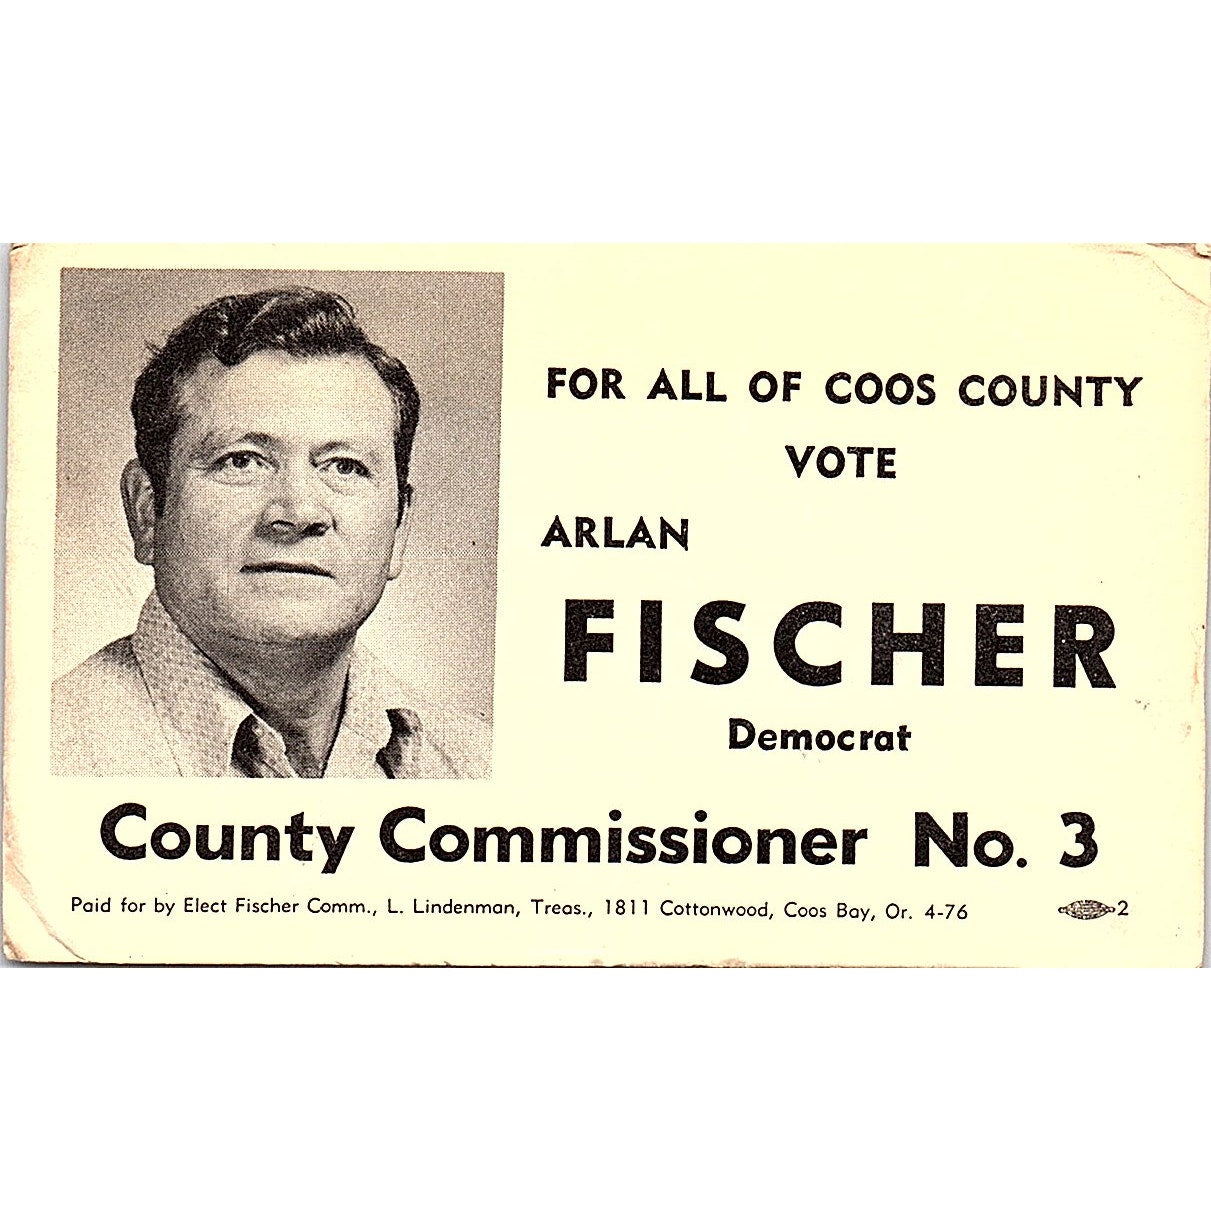 FOR ALL OF COOS COUNTY
VOTE
ARLAN
FISCHER
Democrat
County Commissioner No. 3
Paid for by Elect Fischer Comm., L. Lindenman, Treas., 1811 Cottonwood, Coos Bay, Or. 4-76
2